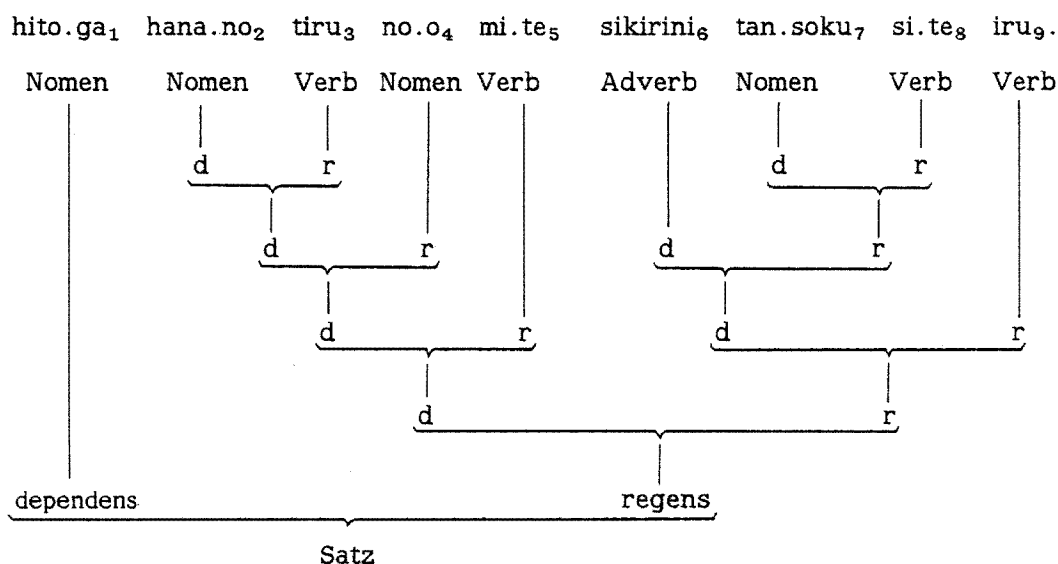 hito.ga₁ hana.no₂ tiru₃ no.o₄ mi.te₅ sikirini₆ tan.soku₇ si.te₈ iru₉.
Nomen Nomen Verb Nomen Verb Adverb Nomen Verb Verb
d r d r
d r d r
d r d r
d r
dependens regens
Satz